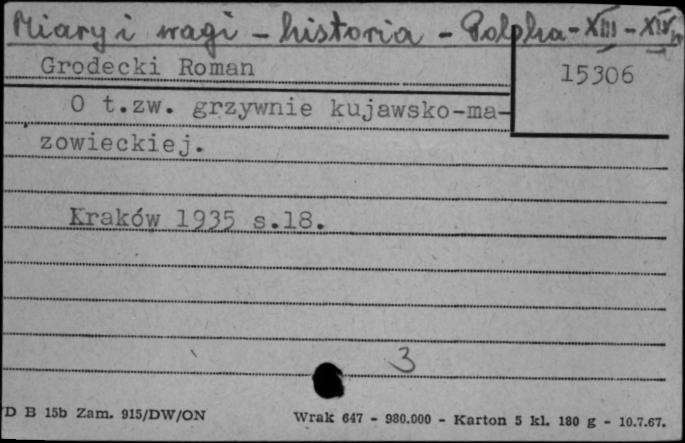 Miary i wagi - historia - Polska - XIII - XIV w
Grodecki Roman
15306
O t.zw. grzywnie kujawsko-ma-
zowieckiej.
Kraków 1935 s.18.
3
D B 15b Zam. 915/DW/ON
Wrak 647 - 980.000 - Karton 5 kl. 180 g - 10.7.67.